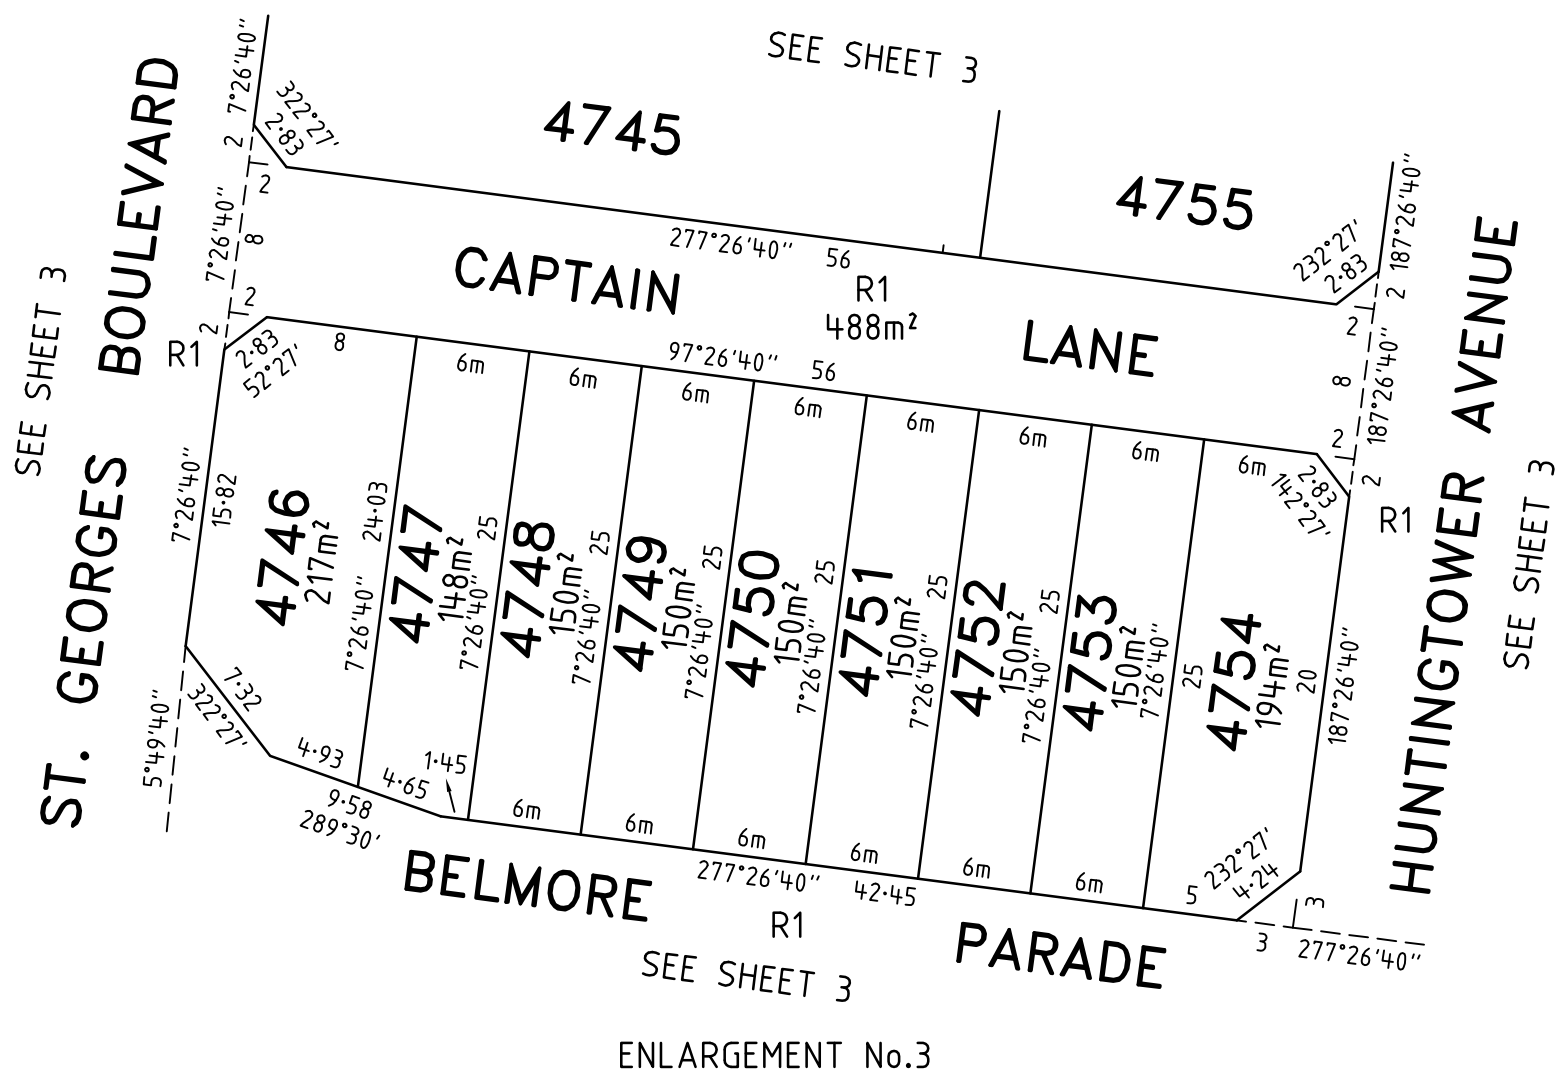 SEE SHEET 3
7°26'40"
322°27'
2·83
2
2
4745
4755
7°26'40"
8
277°26'40"
56
R1
488m²
CAPTAIN
LANE
232°27'
2·83
187°26'40"
2
2
8
187°26'40"
2
2
ST. GEORGES BOULEVARD
SEE SHEET 3
R1
2
2
2·83
52°27'
8
97°26'40"
56
6m
6m
6m
6m
6m
6m
6m
6m
2·83
142°27'
R1
HUNTINGTOWER AVENUE
SEE SHEET 3
7°26'40"
15·82
4746
217m²
24·03
7°26'40"
4747
148m²
25
7°26'40"
4748
150m²
25
7°26'40"
4749
150m²
25
7°26'40"
4750
150m²
25
7°26'40"
4751
150m²
25
7°26'40"
4752
150m²
25
7°26'40"
4753
150m²
25
7°26'40"
4754
194m²
20
187°26'40"
7·32
322°27'
5°49'40"
4·93
4·65
1·45
9·58
289°30'
6m
6m
6m
6m
6m
6m
5
232°27'
4·24
3
3
277°26'40"
BELMORE
277°26'40"
42·45
R1
PARADE
SEE SHEET 3
ENLARGEMENT No.3